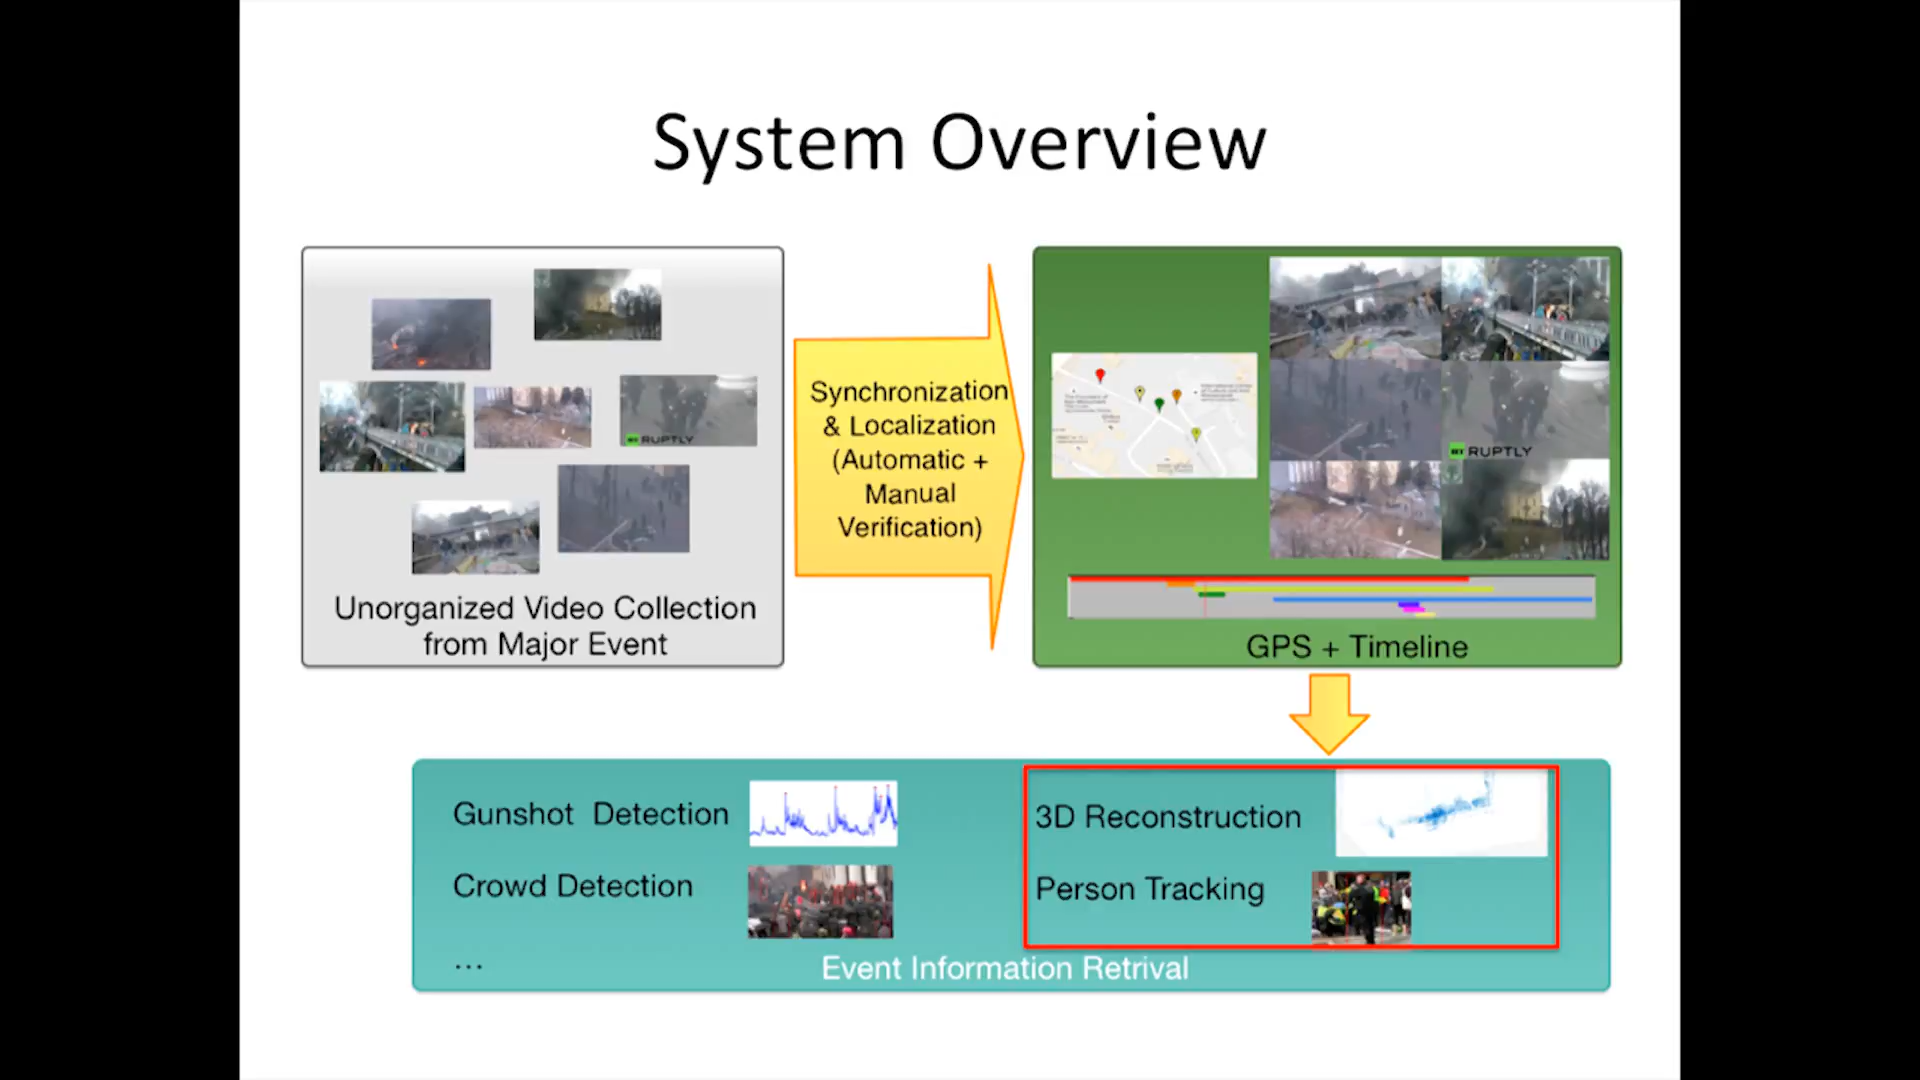 System Overview
RUPTLY
Unorganized Video Collection
from Major Event
Synchronization
& Localization
(Automatic +
Manual
Verification)
RUPTLY
GPS + Timeline
Gunshot  Detection
Crowd Detection
...
3D Reconstruction
Person Tracking
Event Information Retrival